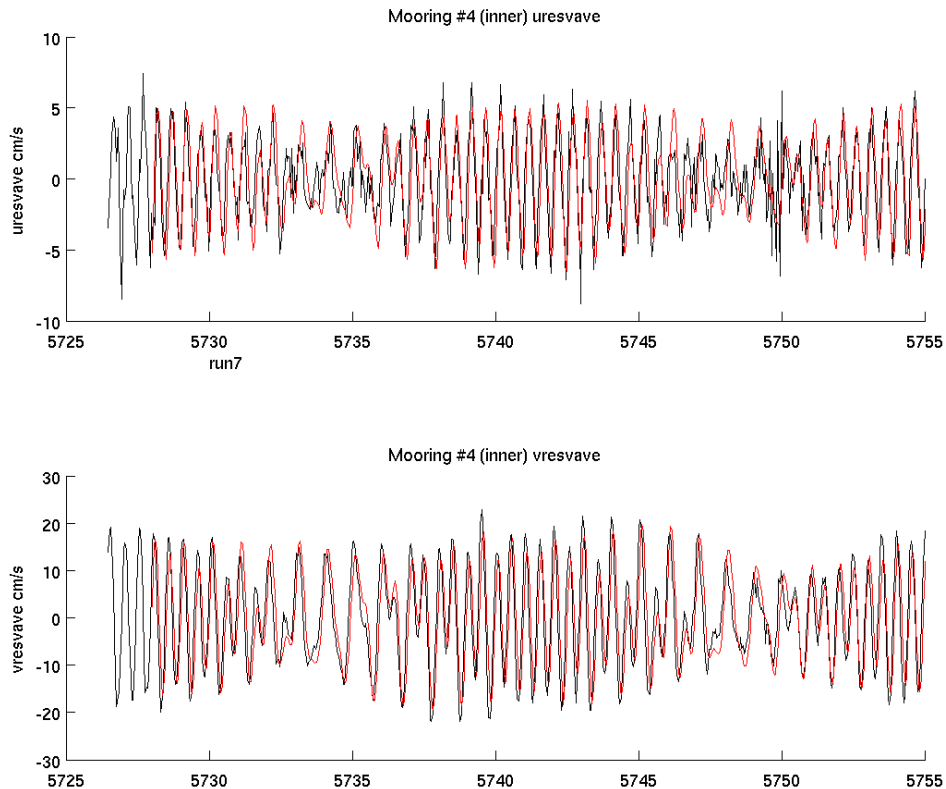 Mooring #4 (inner) uresvave
10
5
0
-5
-10
uresvave cm/s
5725 5730 5735 5740 5745 5750 5755
run7
Mooring #4 (inner) vresvave
30
20
10
0
-10
-20
-30
vresvave cm/s
5725 5730 5735 5740 5745 5750 5755